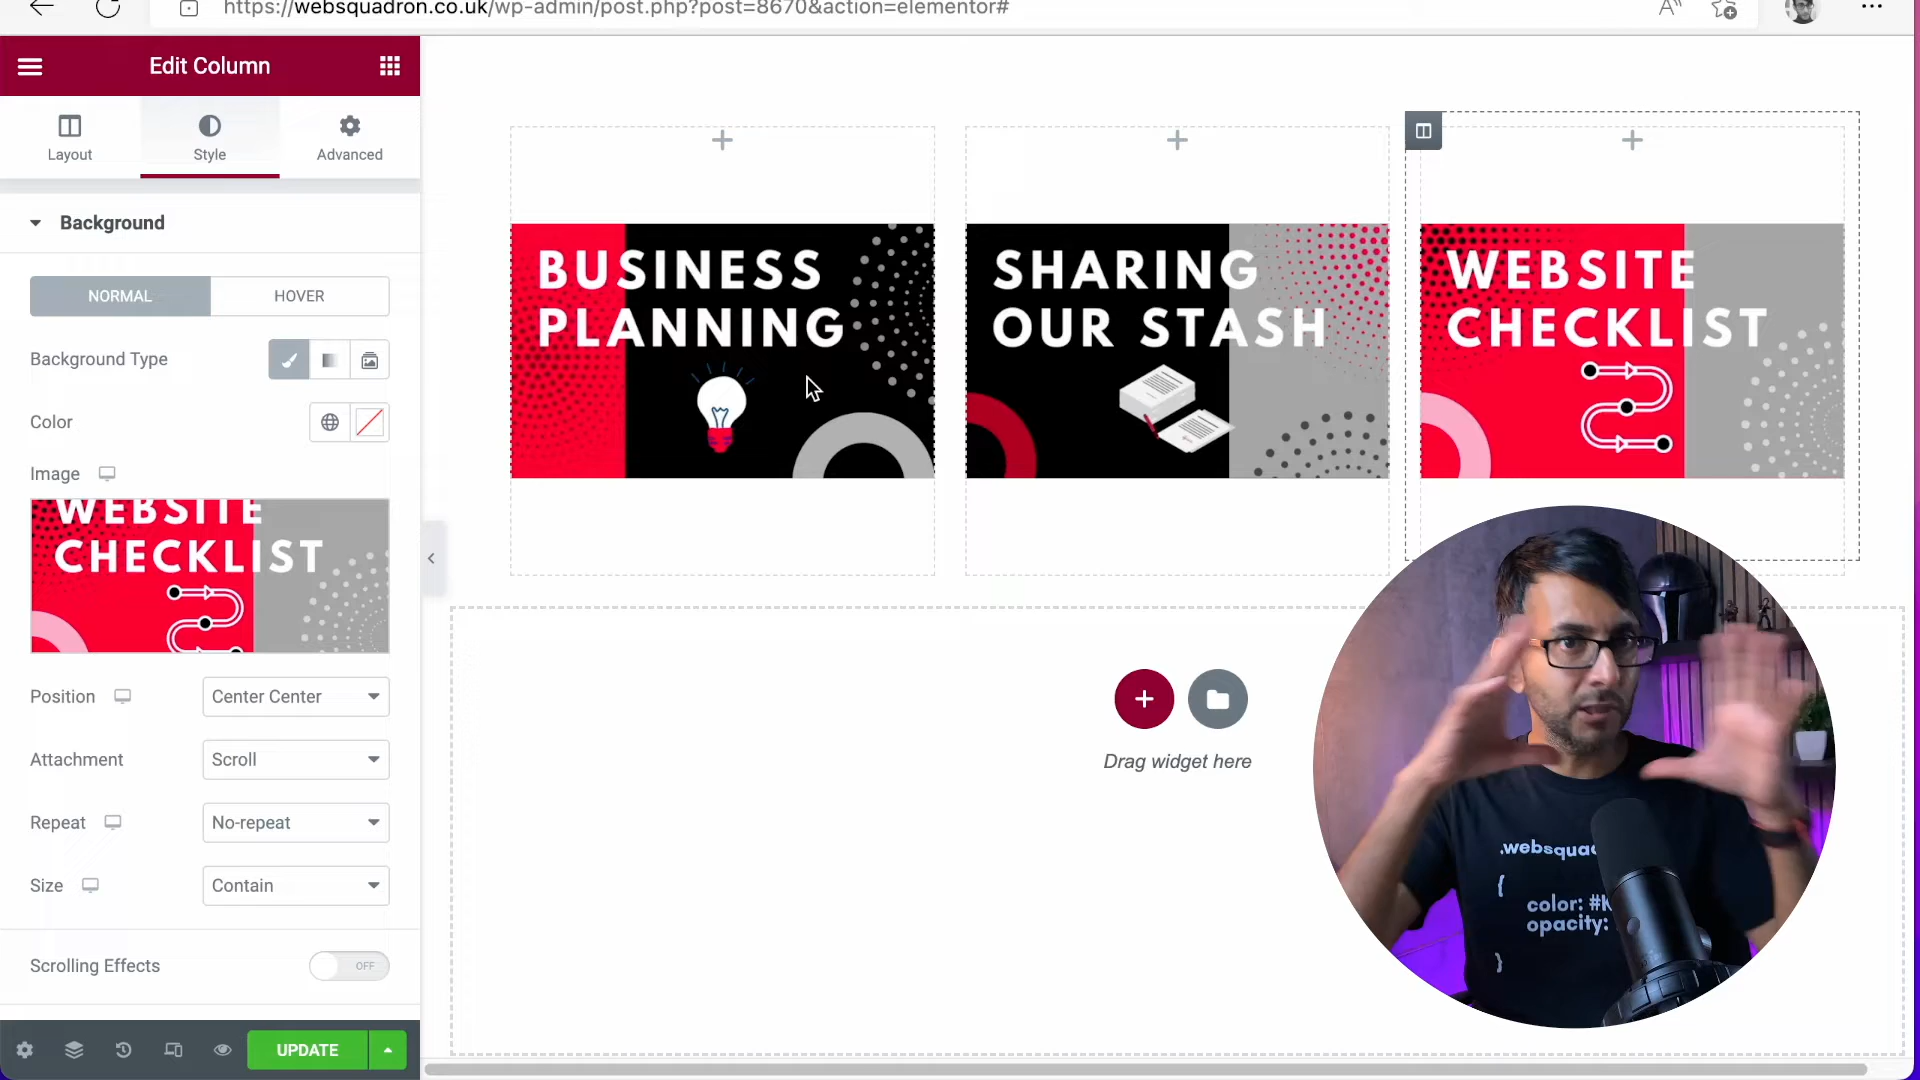 https://websquadron.co.uk/wp-admin/post.php?post=8670&action=elementor#
Edit Column
Layout
Style
Advanced
Background
NORMAL
HOVER
Background Type
Color
Image
WEBSITE
CHECKLIST
Position
Center Center
Attachment
Scroll
Repeat
No-repeat
Size
Contain
Scrolling Effects
OFF
UPDATE
BUSINESS
PLANNING
SHARING
OUR STASH
WEBSITE
CHECKLIST
Drag widget here
.websquad
{
color: #K
opacity:
}